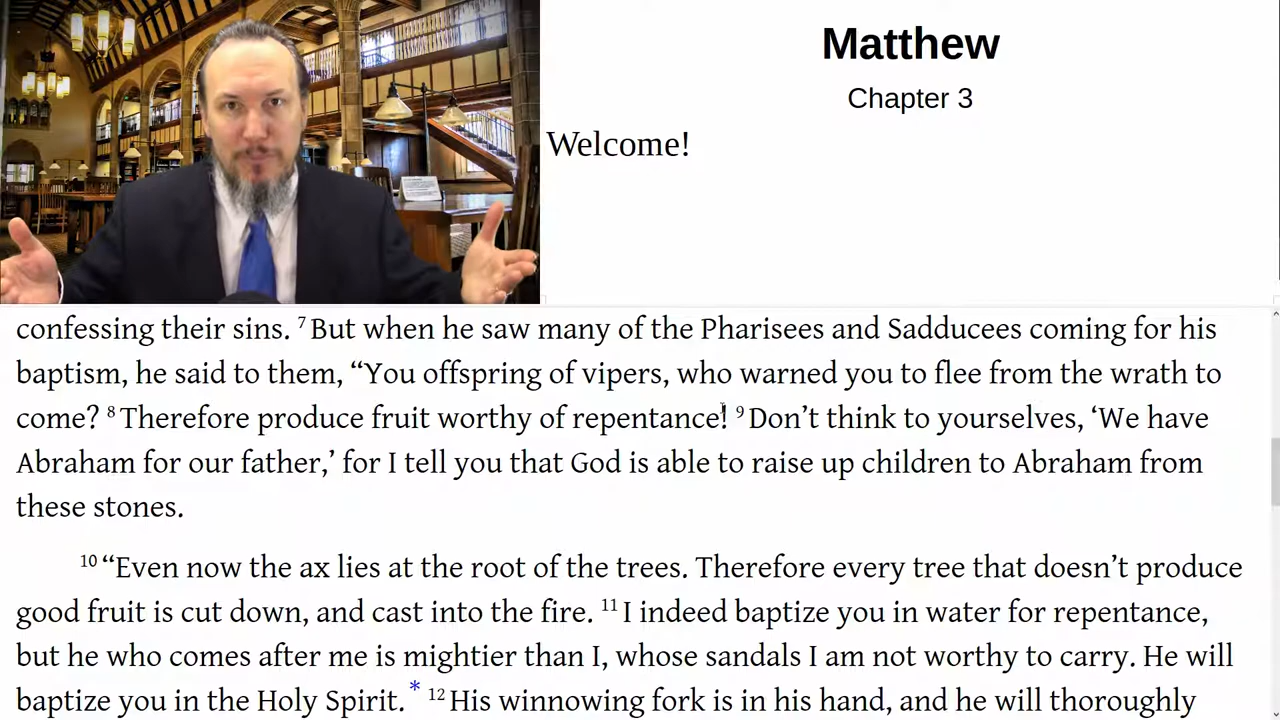 Matthew
Chapter 3
Welcome!
confessing their sins. 7 But when he saw many of the Pharisees and Sadducees coming for his
baptism, he said to them, “You offspring of vipers, who warned you to flee from the wrath to
come? 8 Therefore produce fruit worthy of repentance! 9 Don’t think to yourselves, ‘We have
Abraham for our father,’ for I tell you that God is able to raise up children to Abraham from
these stones.
10 “Even now the ax lies at the root of the trees. Therefore every tree that doesn’t produce
good fruit is cut down, and cast into the fire. 11 I indeed baptize you in water for repentance,
but he who comes after me is mightier than I, whose sandals I am not worthy to carry. He will
baptize you in the Holy Spirit.* 12 His winnowing fork is in his hand, and he will thoroughly